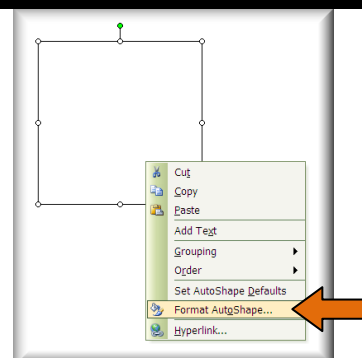 Cut
Copy
Paste
Add Text
Grouping
Order
Set AutoShape Defaults
Format AutoShape...
Hyperlink...